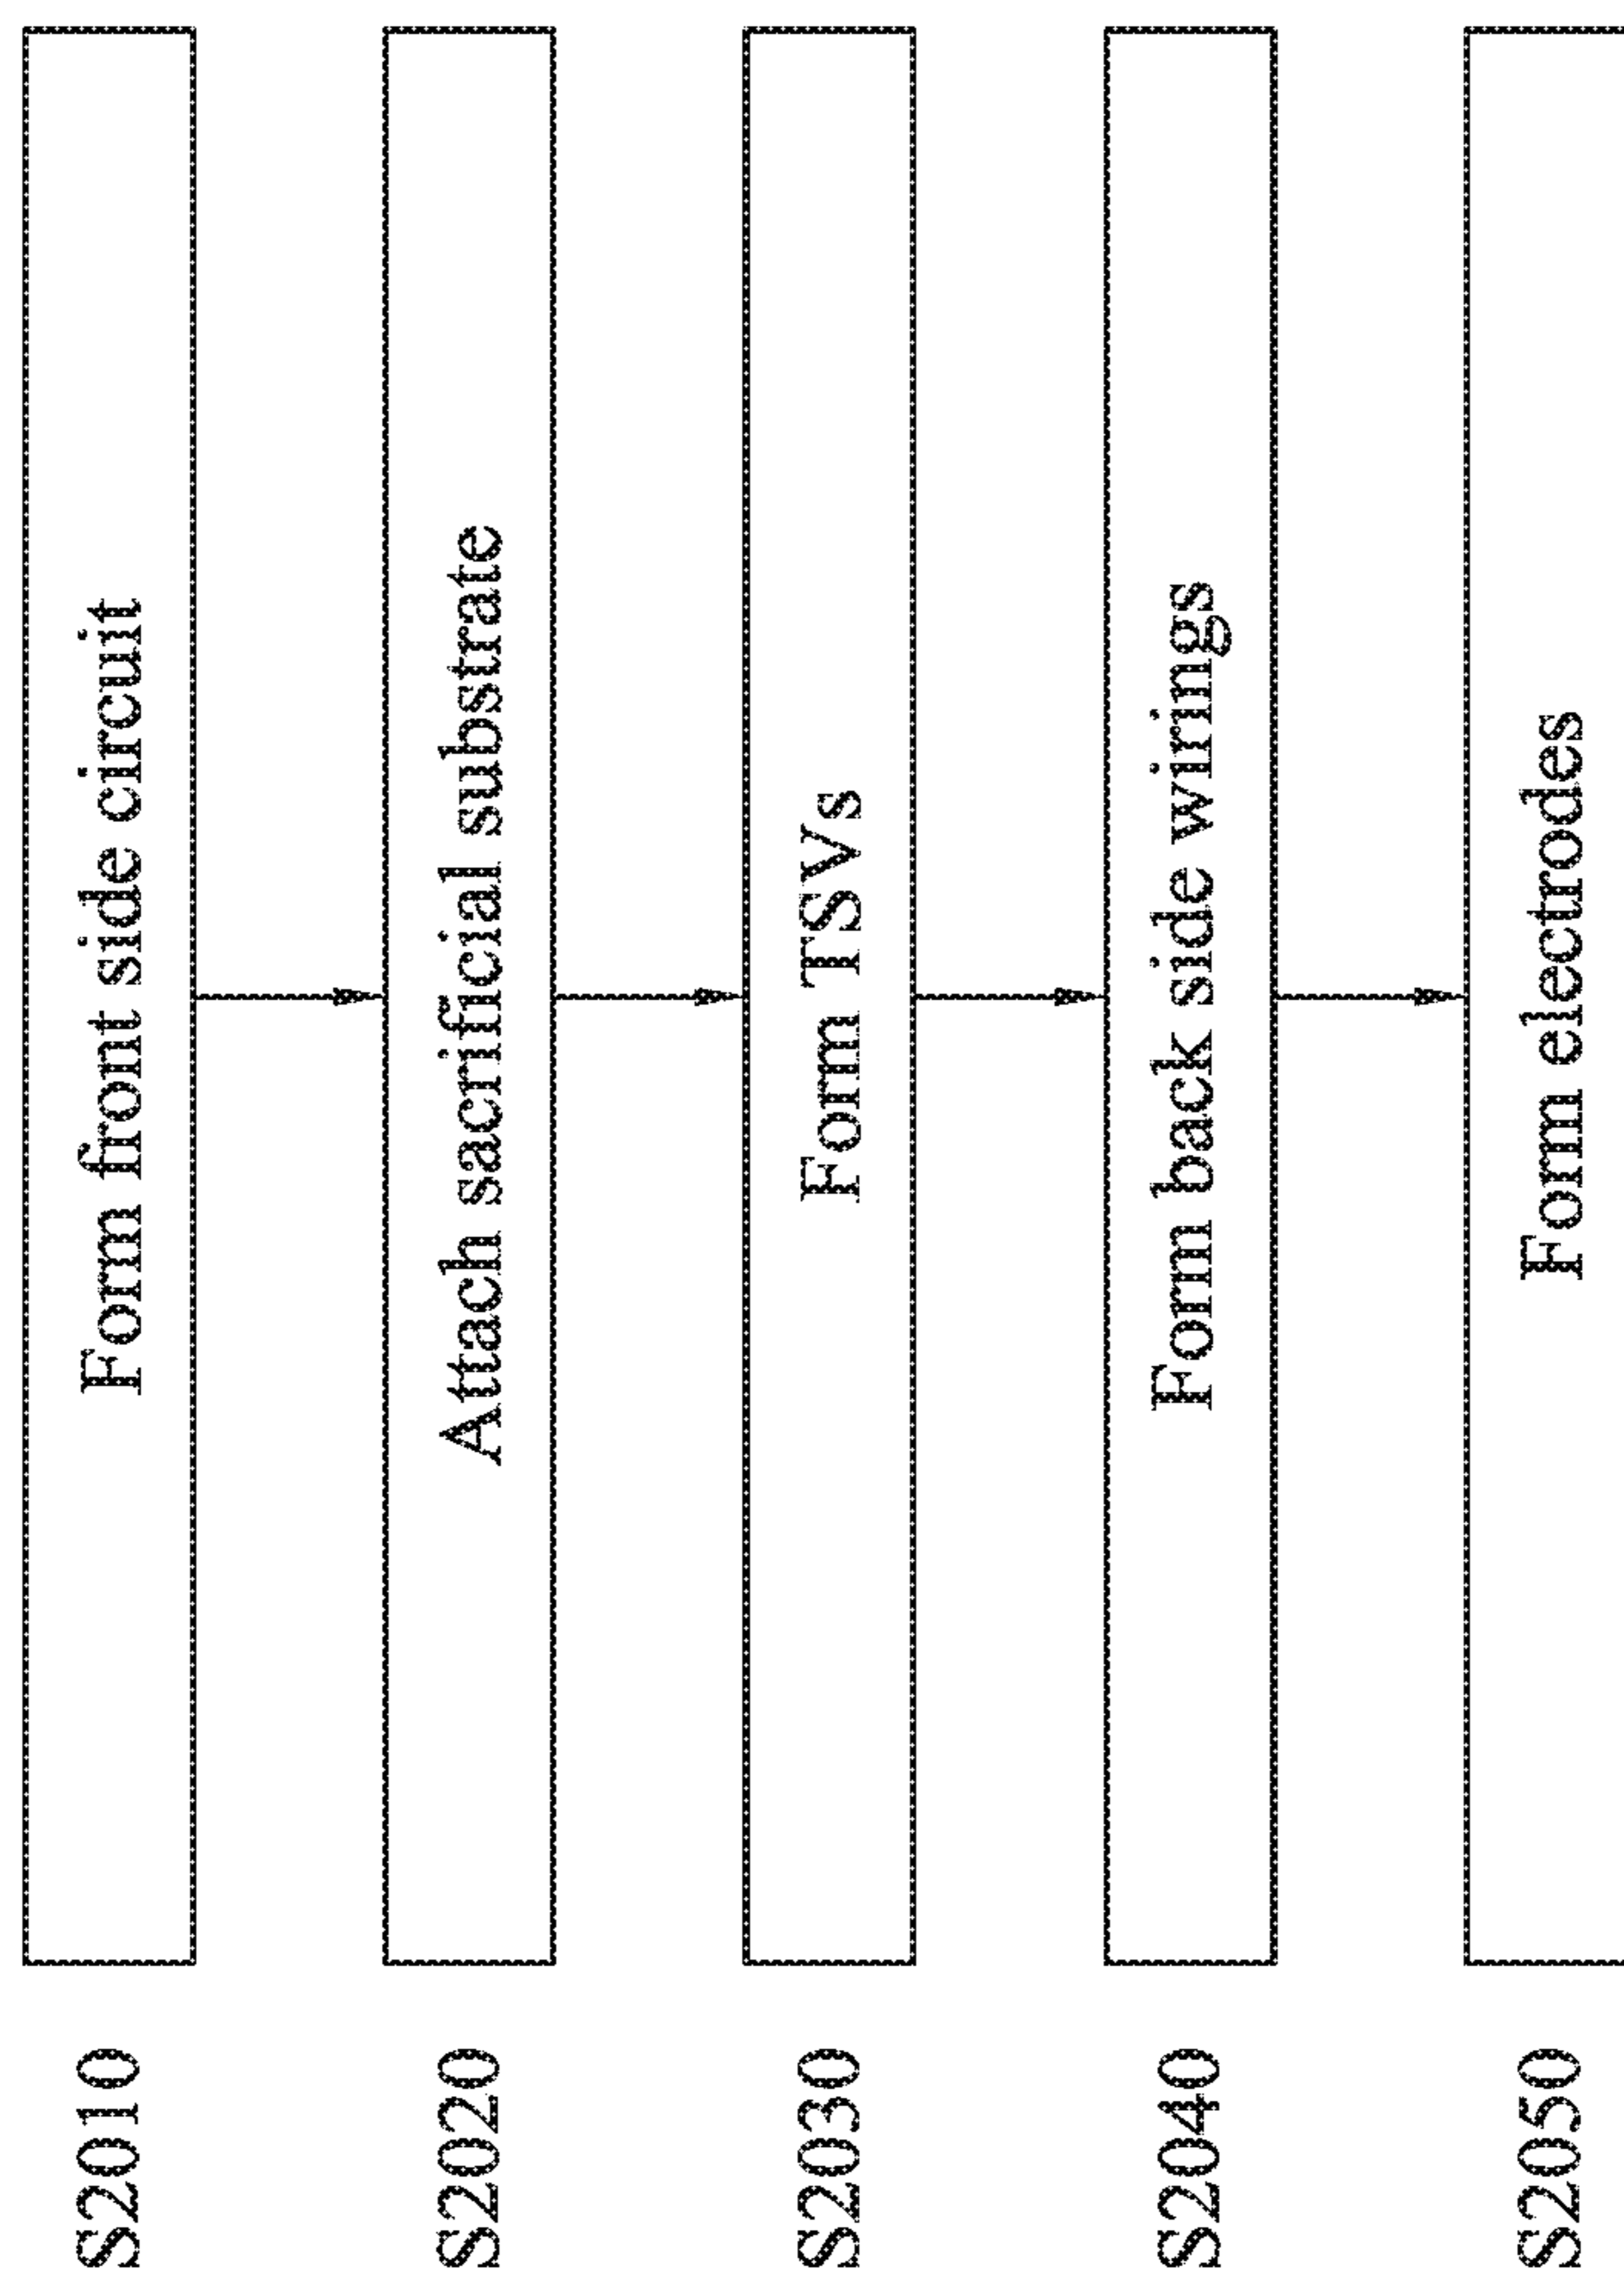 S2010 Form front side circuit
S2020 Attach sacrificial substrate
S2030 Form TSVs
S2040 Form back side wirings
S2050 Form electrodes